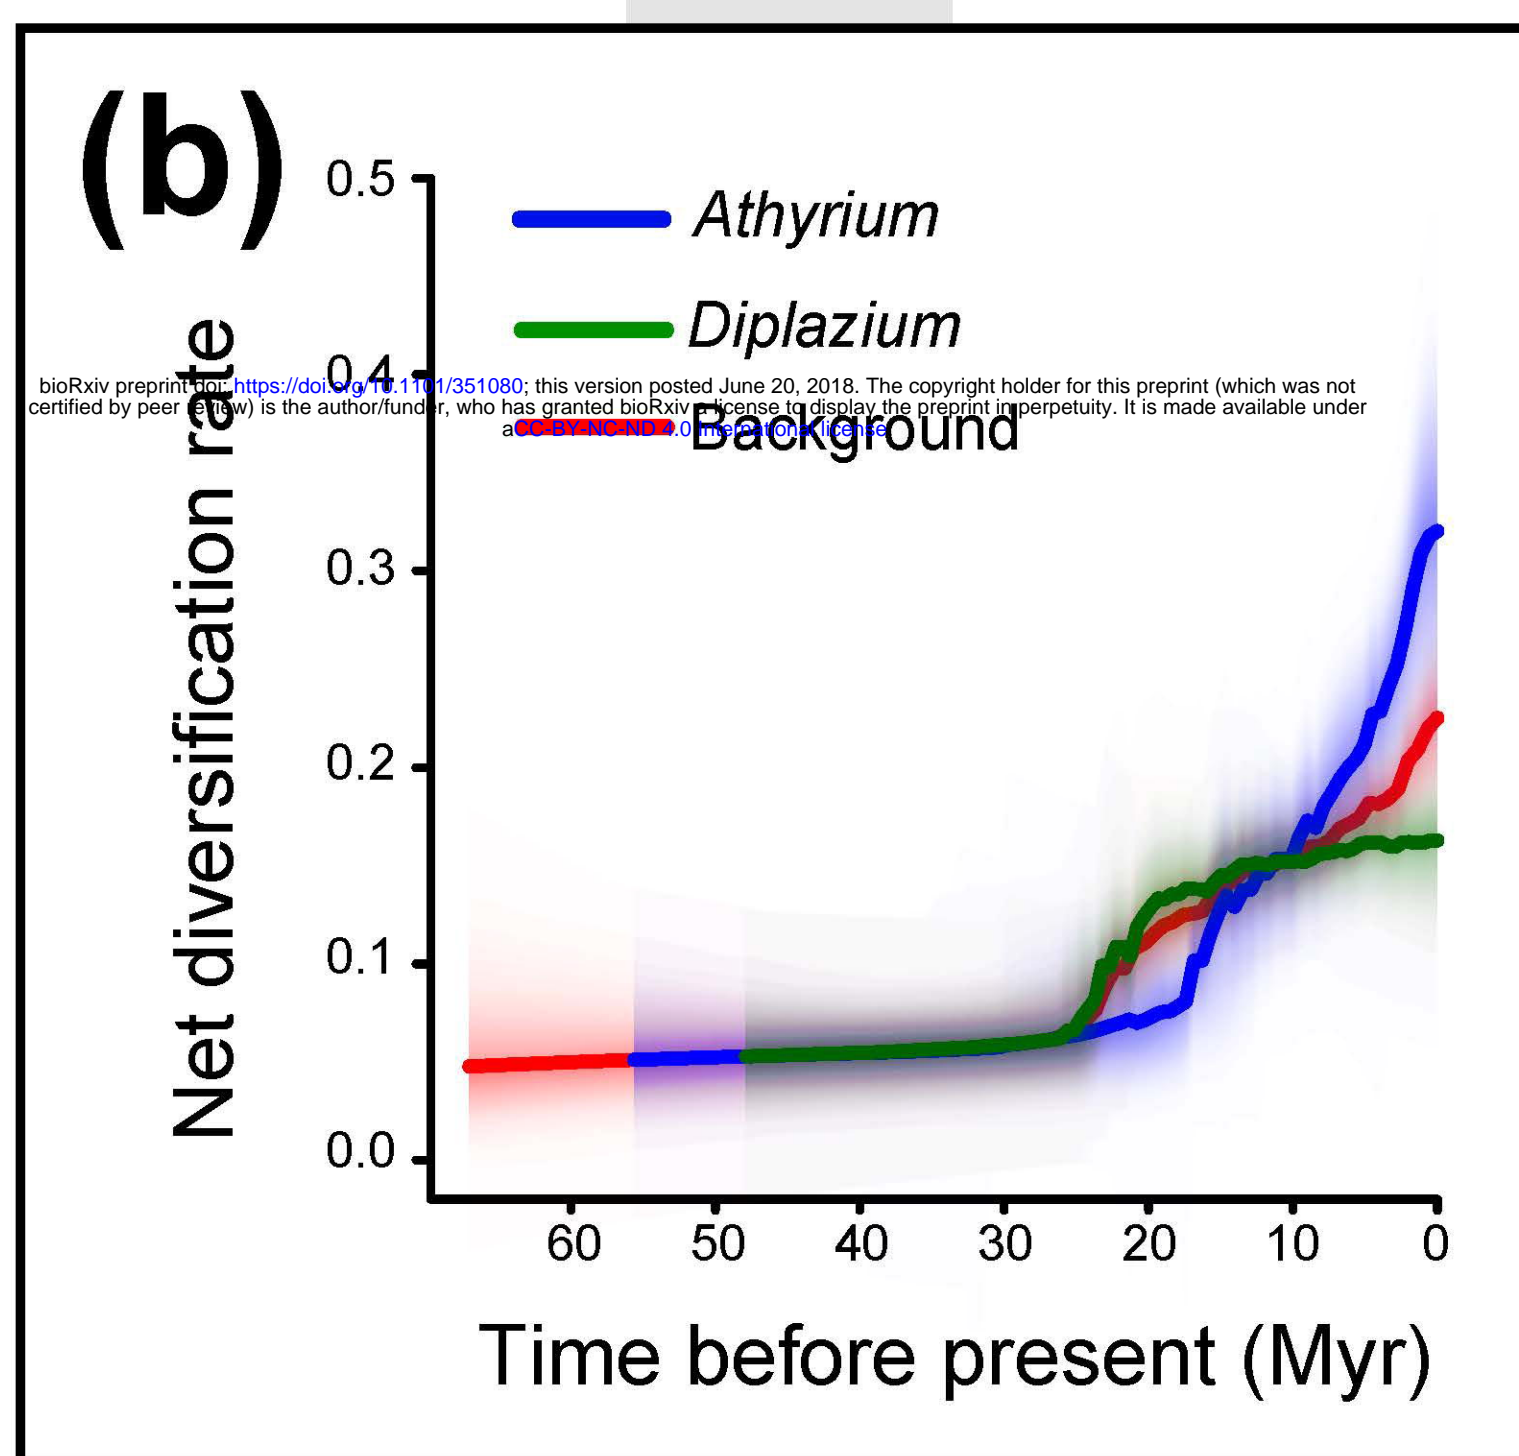 (b)
Net diversification rate
0.5
0.4
0.3
0.2
0.1
0.0
Athyrium
Diplazium
Background
bioRxiv preprint doi: https://doi.org/10.1101/351080; this version posted June 20, 2018. The copyright holder for this preprint (which was not
certified by peer review) is the author/funder, who has granted bioRxiv a license to display the preprint in perpetuity. It is made available under
aCC-BY-NC-ND 4.0 International license
60 50 40 30 20 10 0
Time before present (Myr)